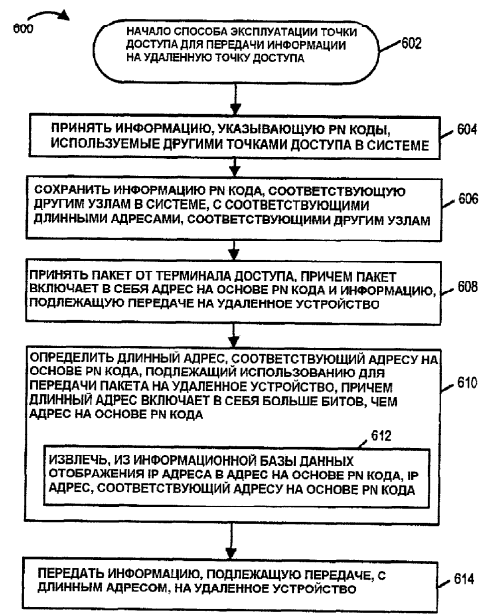 600
НАЧАЛО СПОСОБА ЭКСПЛУАТАЦИИ ТОЧКИ
ДОСТУПА ДЛЯ ПЕРЕДАЧИ ИНФОРМАЦИИ
НА УДАЛЕННУЮ ТОЧКУ ДОСТУПА
602
ПРИНЯТЬ ИНФОРМАЦИЮ, УКАЗЫВАЮЩУЮ PN КОДЫ,
ИСПОЛЬЗУЕМЫЕ ДРУГИМИ ТОЧКАМИ ДОСТУПА В СИСТЕМЕ
604
СОХРАНИТЬ ИНФОРМАЦИЮ PN КОДА, СООТВЕТСТВУЮЩУЮ
ДРУГИМ УЗЛАМ В СИСТЕМЕ, С СООТВЕТСТВУЮЩИМИ
ДЛИННЫМИ АДРЕСАМИ, СООТВЕТСТВУЮЩИМИ ДРУГИМ УЗЛАМ
606
ПРИНЯТЬ ПАКЕТ ОТ ТЕРМИНАЛА ДОСТУПА, ПРИЧЕМ ПАКЕТ
ВКЛЮЧАЕТ В СЕБЯ АДРЕС НА ОСНОВЕ PN КОДА И ИНФОРМАЦИЮ,
ПОДЛЕЖАЩУЮ ПЕРЕДАЧЕ НА УДАЛЕННОЕ УСТРОЙСТВО
608
ОПРЕДЕЛИТЬ ДЛИННЫЙ АДРЕС, СООТВЕТСТВУЮЩИЙ АДРЕСУ НА
ОСНОВЕ PN КОДА, ПОДЛЕЖАЩИЙ ИСПОЛЬЗОВАНИЮ ДЛЯ
ПЕРЕДАЧИ ПАКЕТА НА УДАЛЕННОЕ УСТРОЙСТВО, ПРИЧЕМ
ДЛИННЫЙ АДРЕС ВКЛЮЧАЕТ В СЕБЯ БОЛЬШЕ БИТОВ, ЧЕМ
АДРЕС НА ОСНОВЕ PN КОДА
610
612
ИЗВЛЕЧЬ, ИЗ ИНФОРМАЦИОННОЙ БАЗЫ ДАННЫХ
ОТОБРАЖЕНИЯ IP АДРЕСА В АДРЕС НА ОСНОВЕ PN КОДА, IP
АДРЕС, СООТВЕТСТВУЮЩИЙ АДРЕСУ НА ОСНОВЕ PN КОДА
ПЕРЕДАТЬ ИНФОРМАЦИЮ, ПОДЛЕЖАЩУЮ ПЕРЕДАЧЕ, С
ДЛИННЫМ АДРЕСОМ, НА УДАЛЕННОЕ УСТРОЙСТВО
614